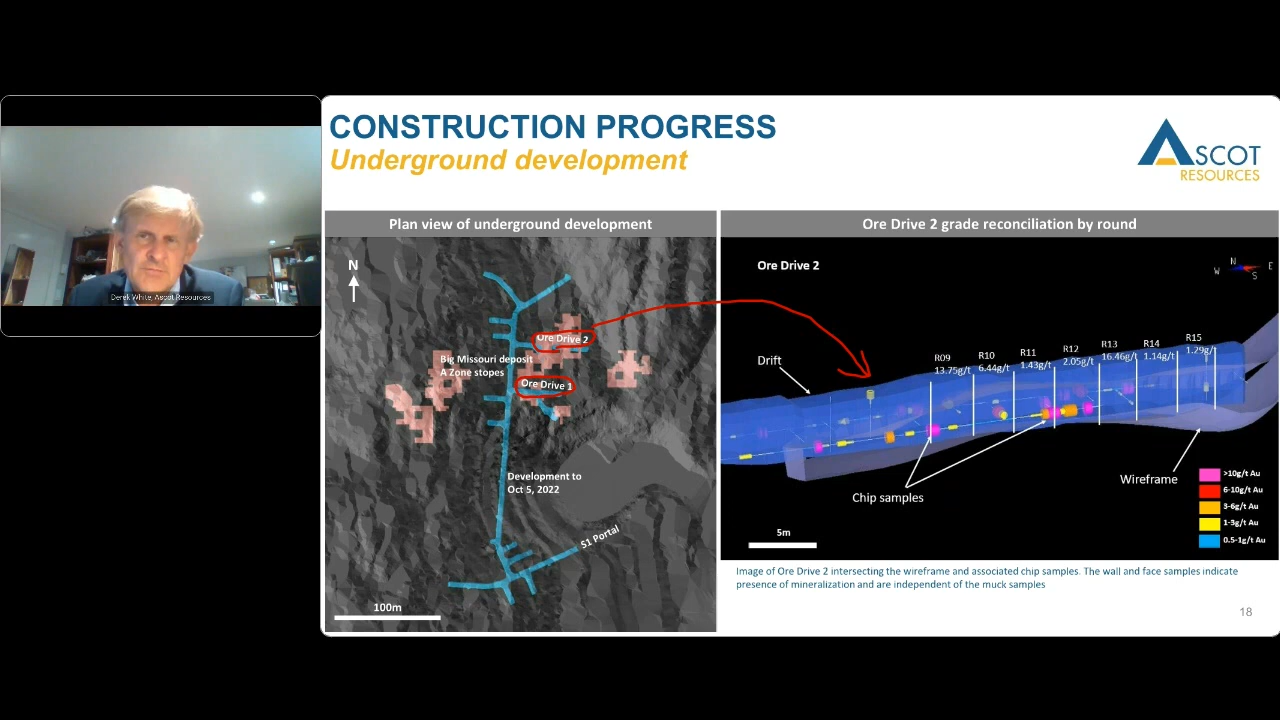 CONSTRUCTION PROGRESS
Underground development
ASCOT
RESOURCES
Derek White, Ascot Resources
Plan view of underground development
N
Ore Drive 2
Big Missouri deposit
A Zone stopes
Ore Drive 1
Development to
Oct 5, 2022
S1 Portal
100m
Ore Drive 2 grade reconciliation by round
Ore Drive 2
N
W
E
S
Drift
R09
13.75g/t
R10
6.44g/t
R11
1.43g/t
R12
2.05g/t
R13
16.46g/t
R14
1.14g/t
R15
1.29g/t
Chip samples
Wireframe
5m
>10g/t Au
6-10g/t Au
3-6g/t Au
1-3g/t Au
0.5-1g/t Au
Image of Ore Drive 2 intersecting the wireframe and associated chip samples. The wall and face samples indicate
presence of mineralization and are independent of the muck samples
18